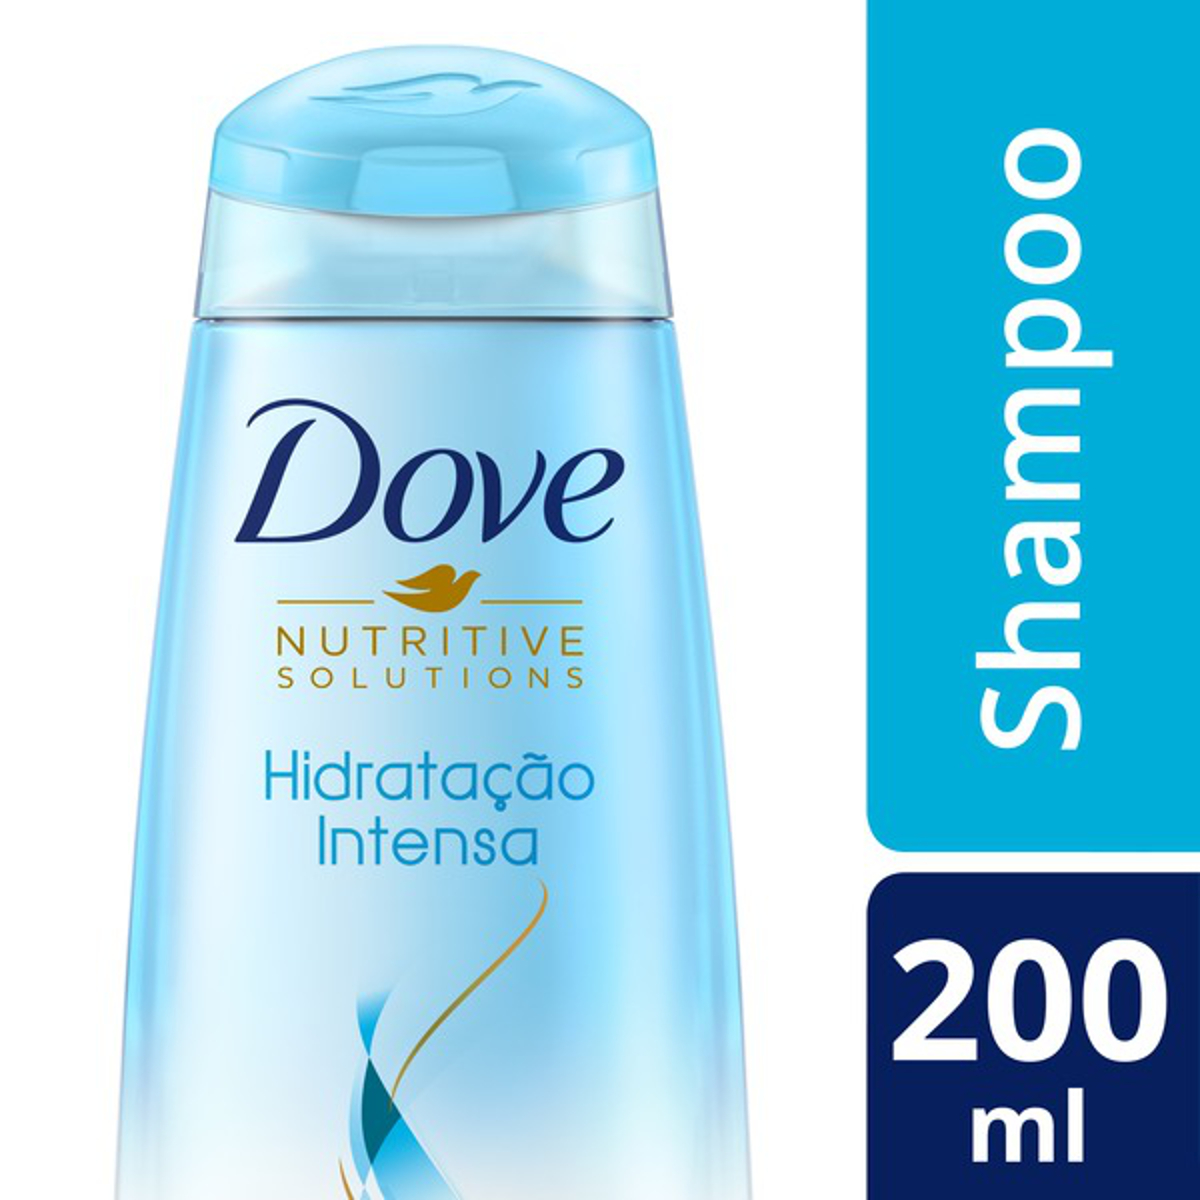 Dove
NUTRITIVE
SOLUTIONS
Hidratação
Intensa
Shampoo
200
ml